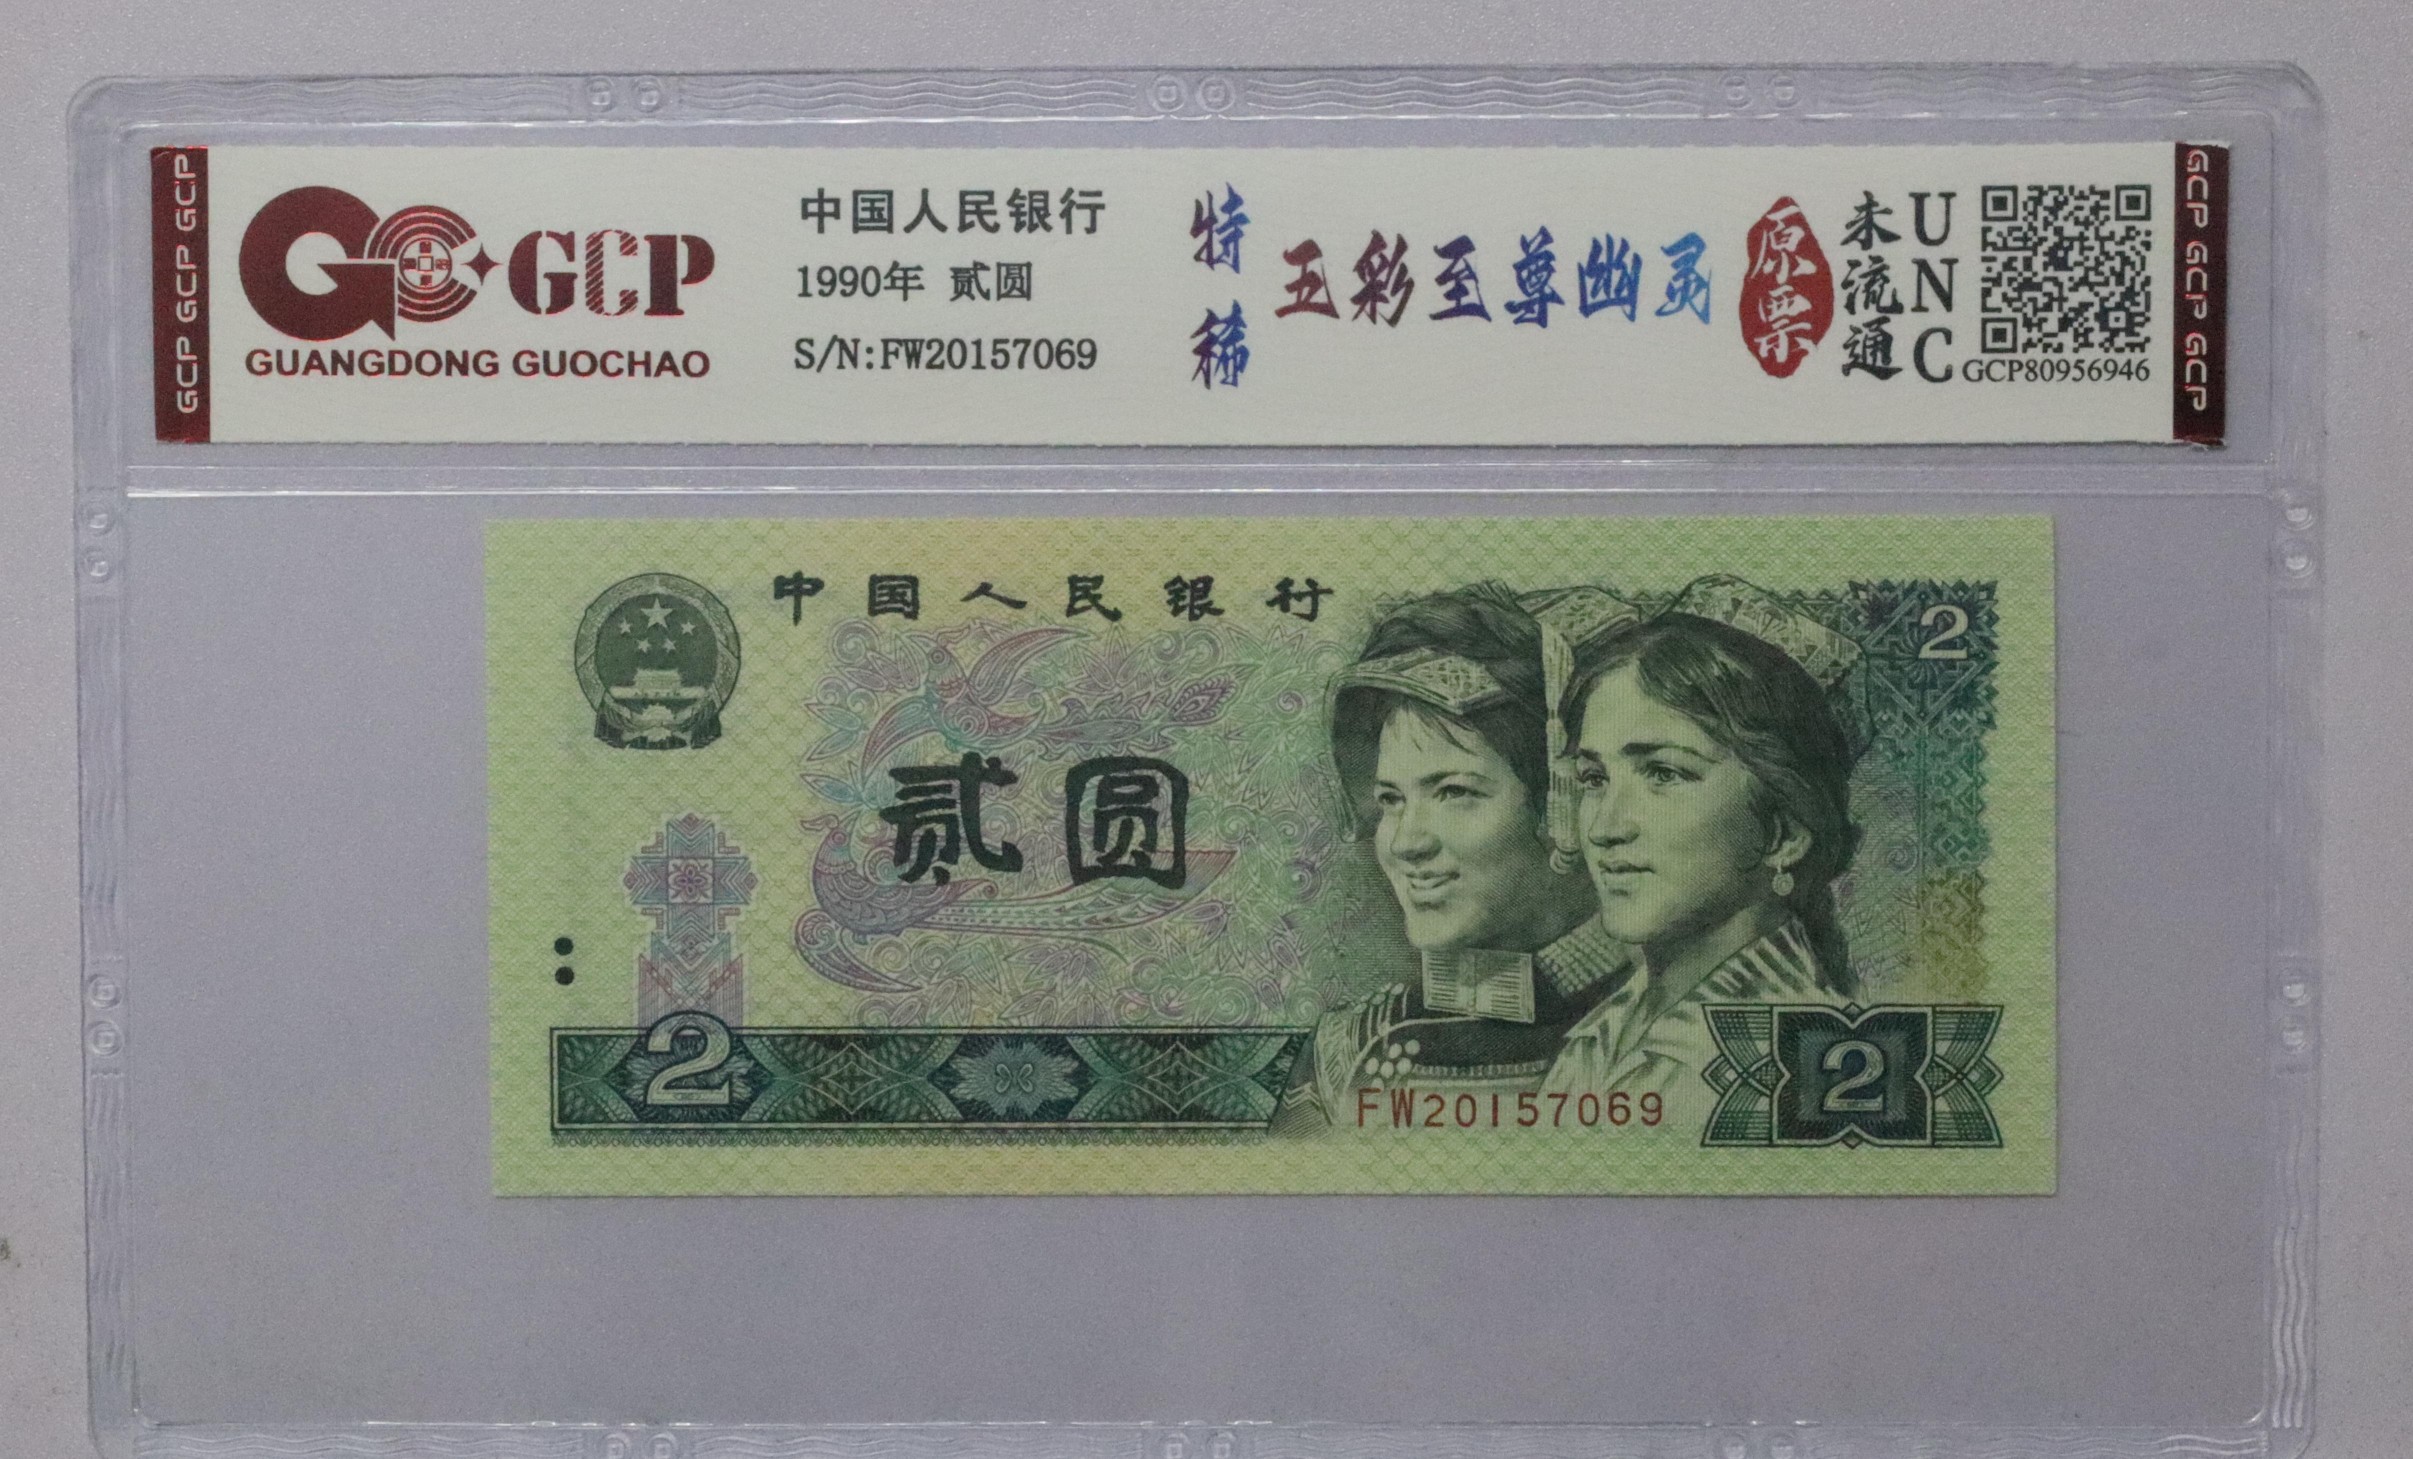 GCP GCP GCP
GCP
GUANGDONG GUOCHAO
中国人民银行
1990年 贰圆
S/N:FW20157069
特稀
五彩至尊幽灵
原票
未流通
UNC
GCP80956946
GCP GCP GCP
中国人民银行
2
贰圆
2
FW20157069
2